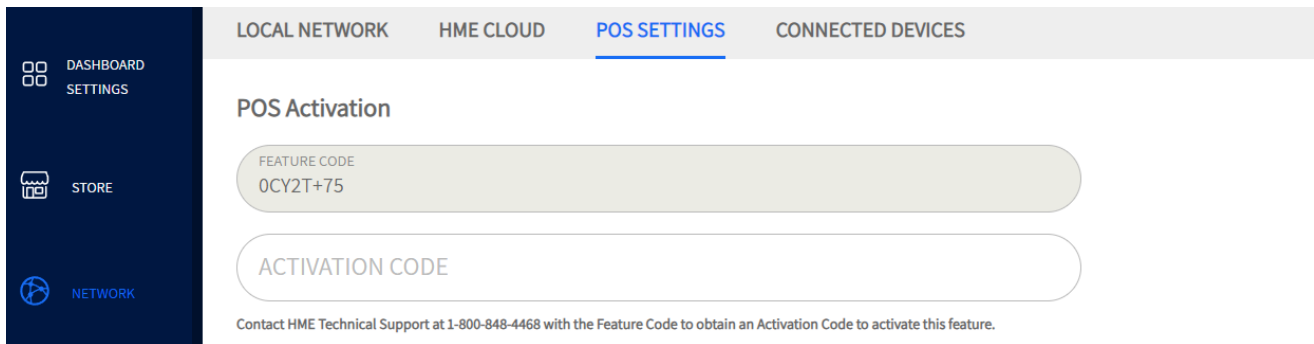 LOCAL NETWORK HME CLOUD POS SETTINGS CONNECTED DEVICES
DASHBOARD
SETTINGS
STORE
NETWORK
POS Activation
FEATURE CODE
0CY2T+75
ACTIVATION CODE
Contact HME Technical Support at 1-800-848-4468 with the Feature Code to obtain an Activation Code to activate this feature.